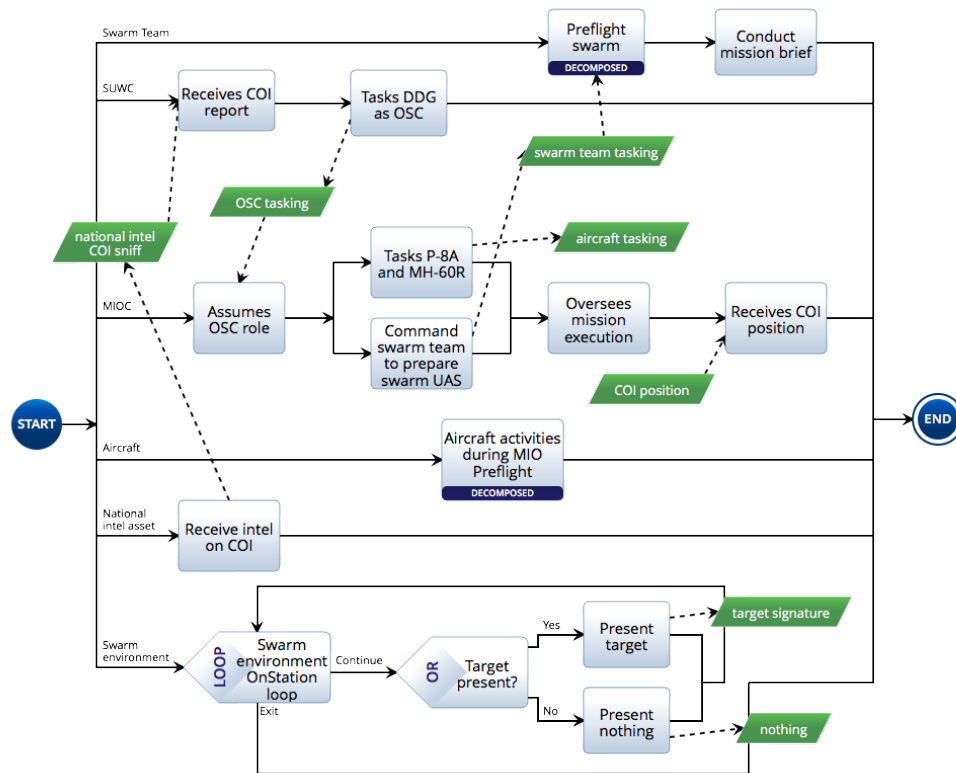 Swarm Team
Preflight
swarm
DECOMPOSED
Conduct
mission brief
SUWC
Receives COI
report
Tasks DDG
as OSC
swarm team tasking
OSC tasking
national intel
COI sniff
Tasks P-8A
and MH-60R
aircraft tasking
MIOC
Assumes
OSC role
Command
swarm team
to prepare
swarm UAS
Oversees
mission
execution
Receives COI
position
COI position
START
END
Aircraft
Aircraft activities
during MIO
Preflight
DECOMPOSED
National
intel asset
Receive intel
on COI
Swarm
environment
LOOP
Swarm
environment
OnStation
loop
Continue
Exit
OR
Target
present?
Yes
Present
target
target signature
No
Present
nothing
nothing